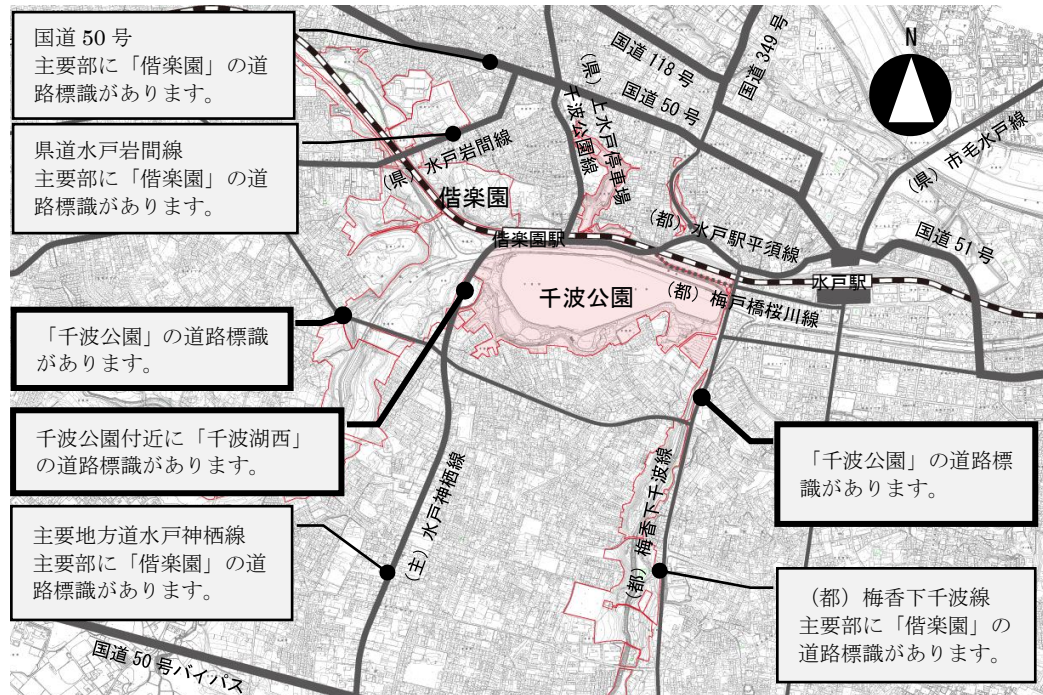 国道 50 号
主要部に「偕楽園」の道
路標識があります。
県道水戸岩間線
主要部に「偕楽園」の道
路標識があります。
「千波公園」の道路標識
があります。
千波公園付近に「千波湖西」
の道路標識があります。
主要地方道水戸神栖線
主要部に「偕楽園」の道
路標識があります。
国道 118 号
国道 50 号
国道 349 号
N
(県)上水戸停車場
千波公園線
(県)水戸岩間線
(県)市毛水戸線
偕楽園
偕楽園駅
(都)水戸駅平須線
国道 51 号
水戸駅
千波公園
(都)梅戸橋桜川線
「千波公園」の道路標
識があります。
(主)水戸神栖線
(都)梅香下千波線
(都)梅香下千波線
主要部に「偕楽園」の
道路標識があります。
国道 50 号バイパス